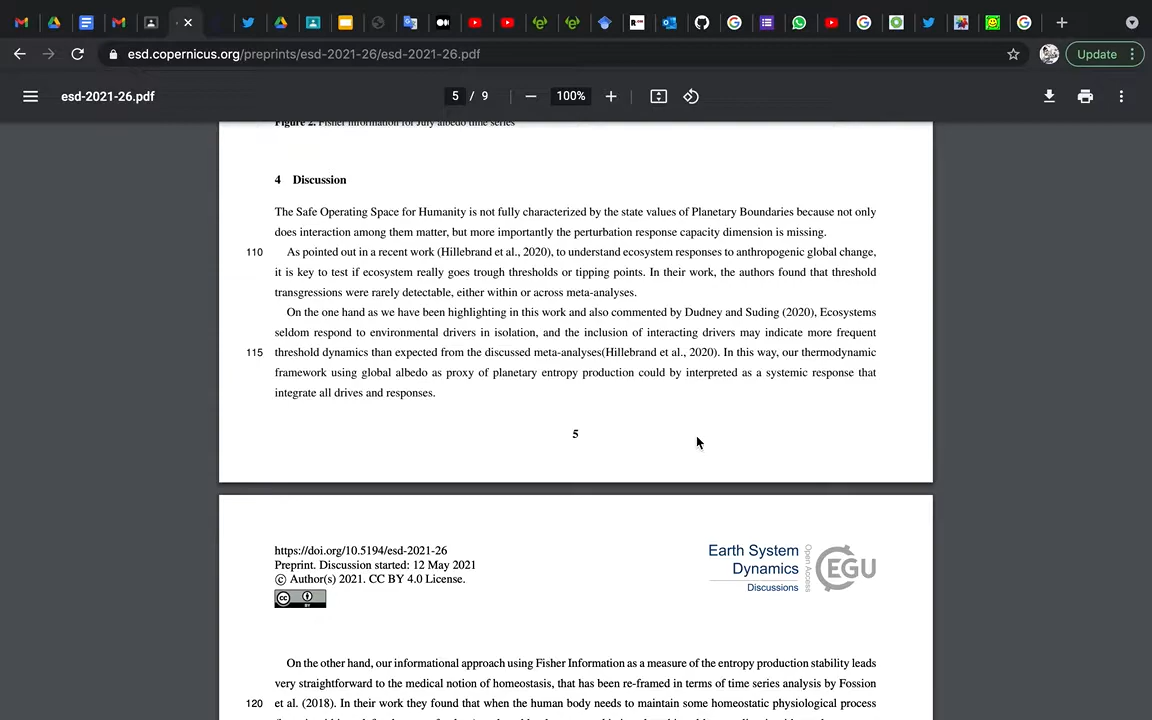 esd.copernicus.org/preprints/esd-2021-26/esd-2021-26.pdf
Update
esd-2021-26.pdf
5 / 9
100%
Figure 2. Fisher information for July albedo time series
4 Discussion
The Safe Operating Space for Humanity is not fully characterized by the state values of Planetary Boundaries because not only
does interaction among them matter, but more importantly the perturbation response capacity dimension is missing.
110 As pointed out in a recent work (Hillebrand et al., 2020), to understand ecosystem responses to anthropogenic global change,
it is key to test if ecosystem really goes trough thresholds or tipping points. In their work, the authors found that threshold
transgressions were rarely detectable, either within or across meta-analyses.
On the one hand as we have been highlighting in this work and also commented by Dudney and Suding (2020), Ecosystems
seldom respond to environmental drivers in isolation, and the inclusion of interacting drivers may indicate more frequent
115 threshold dynamics than expected from the discussed meta-analyses(Hillebrand et al., 2020). In this way, our thermodynamic
framework using global albedo as proxy of planetary entropy production could by interpreted as a systemic response that
integrate all drives and responses.
5
https://doi.org/10.5194/esd-2021-26
Preprint. Discussion started: 12 May 2021
© Author(s) 2021. CC BY 4.0 License.
CC BY
Earth System
Dynamics
Discussions
Open Access
EGU
On the other hand, our informational approach using Fisher Information as a measure of the entropy production stability leads
very straightforward to the medical notion of homeostasis, that has been re-framed in terms of time series analysis by Fossion
120 et al. (2018). In their work they found that when the human body needs to maintain some homeostatic physiological process